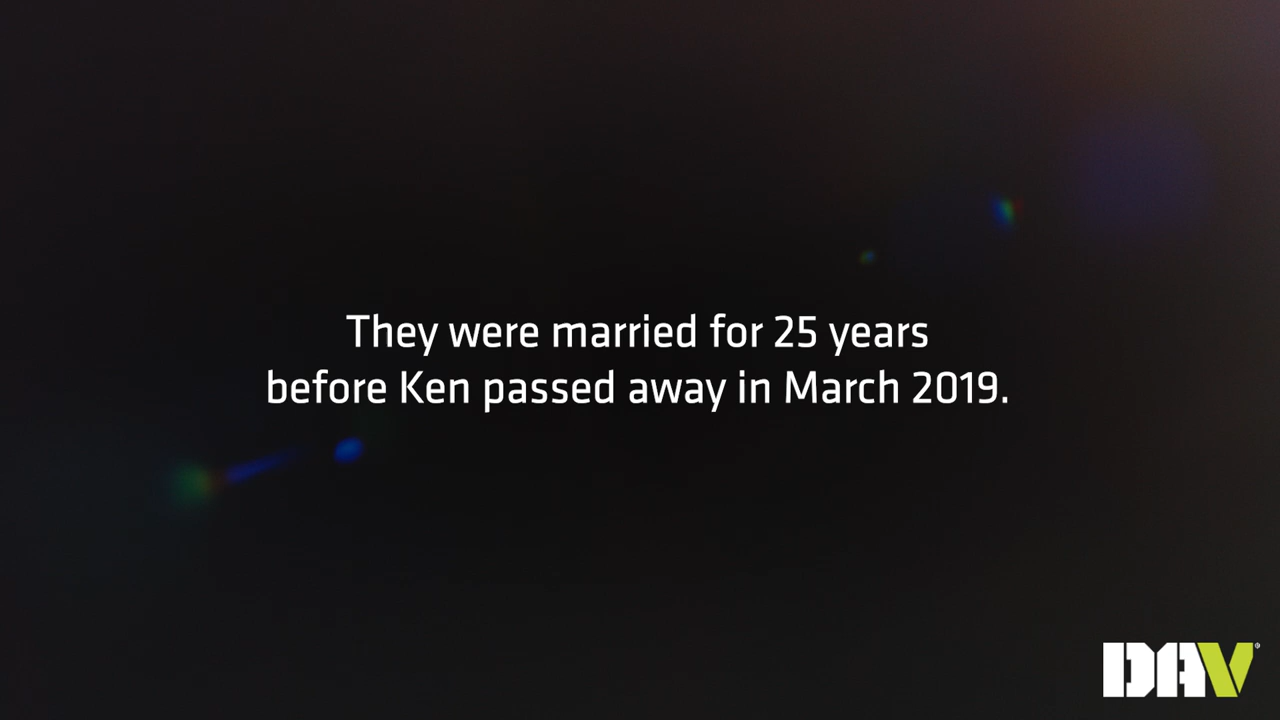 They were married for 25 years
before Ken passed away in March 2019.
DAV®